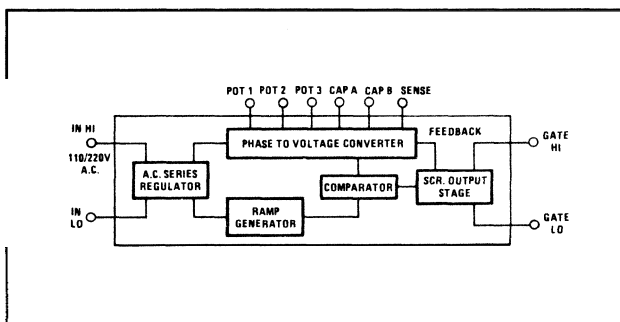 POT 1 POT 2 POT 3 CAP A CAP B SENSE
IN HI
110/220V
A.C.
PHASE TO VOLTAGE CONVERTER
FEEDBACK
GATE
HI
A.C. SERIES
REGULATOR
COMPARATOR
SCR. OUTPUT
STAGE
IN
LO
RAMP
GENERATOR
GATE
LO